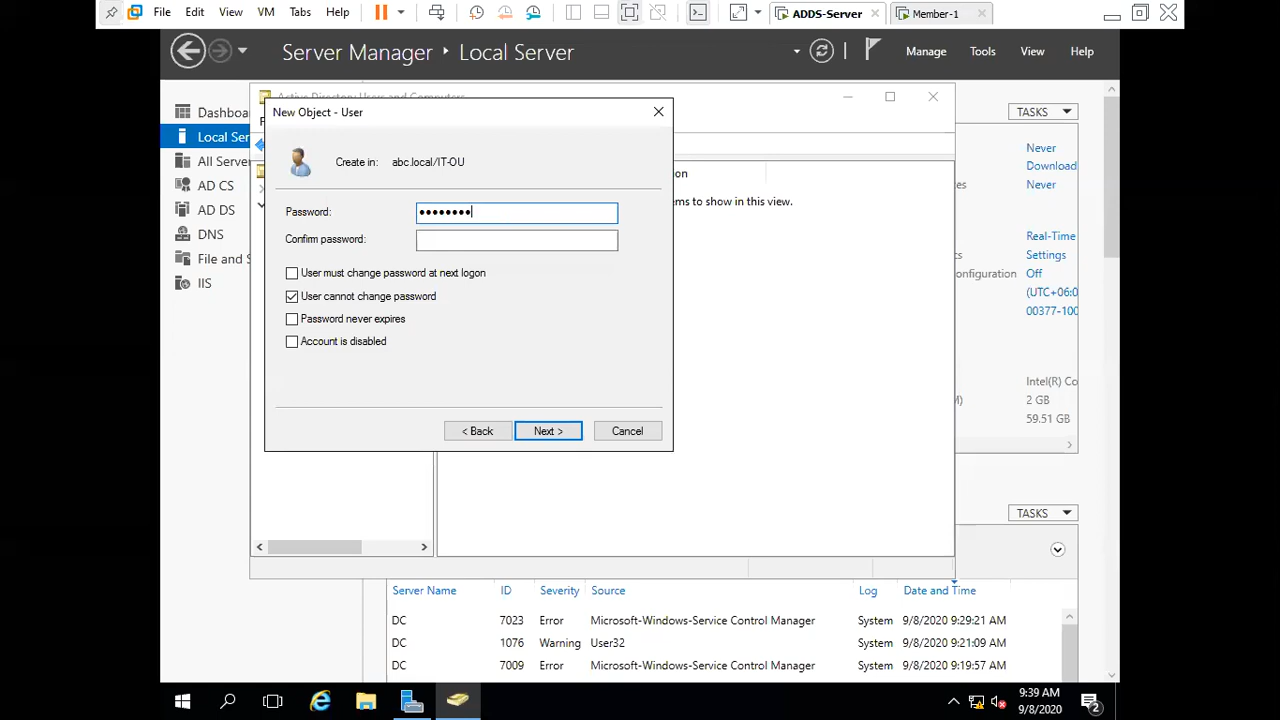 File Edit View VM Tabs Help ADDS-Server Member-1
Server Manager Local Server Manage Tools View Help
Active Directory Users and Computers
New Object - User
Create in: abc.local/IT-OU
Password: ••••••••
Confirm password:
User must change password at next logon
User cannot change password
Password never expires
Account is disabled
< Back Next > Cancel
Dashboa
Local Ser
All Serve
AD CS
AD DS
DNS
File and S
IIS
on
ems to show in this view.
TASKS
Never
Download
es Never
Real-Time
Settings
onfiguration Off
(UTC+06:0
00377-100
Intel(R) Co
M) 2 GB
59.51 GB
TASKS
Server Name ID Severity Source Log Date and Time
DC 7023 Error Microsoft-Windows-Service Control Manager System 9/8/2020 9:29:21 AM
DC 1076 Warning User32 System 9/8/2020 9:21:09 AM
DC 7009 Error Microsoft-Windows-Service Control Manager System 9/8/2020 9:19:57 AM
9:39 AM
9/8/2020
2